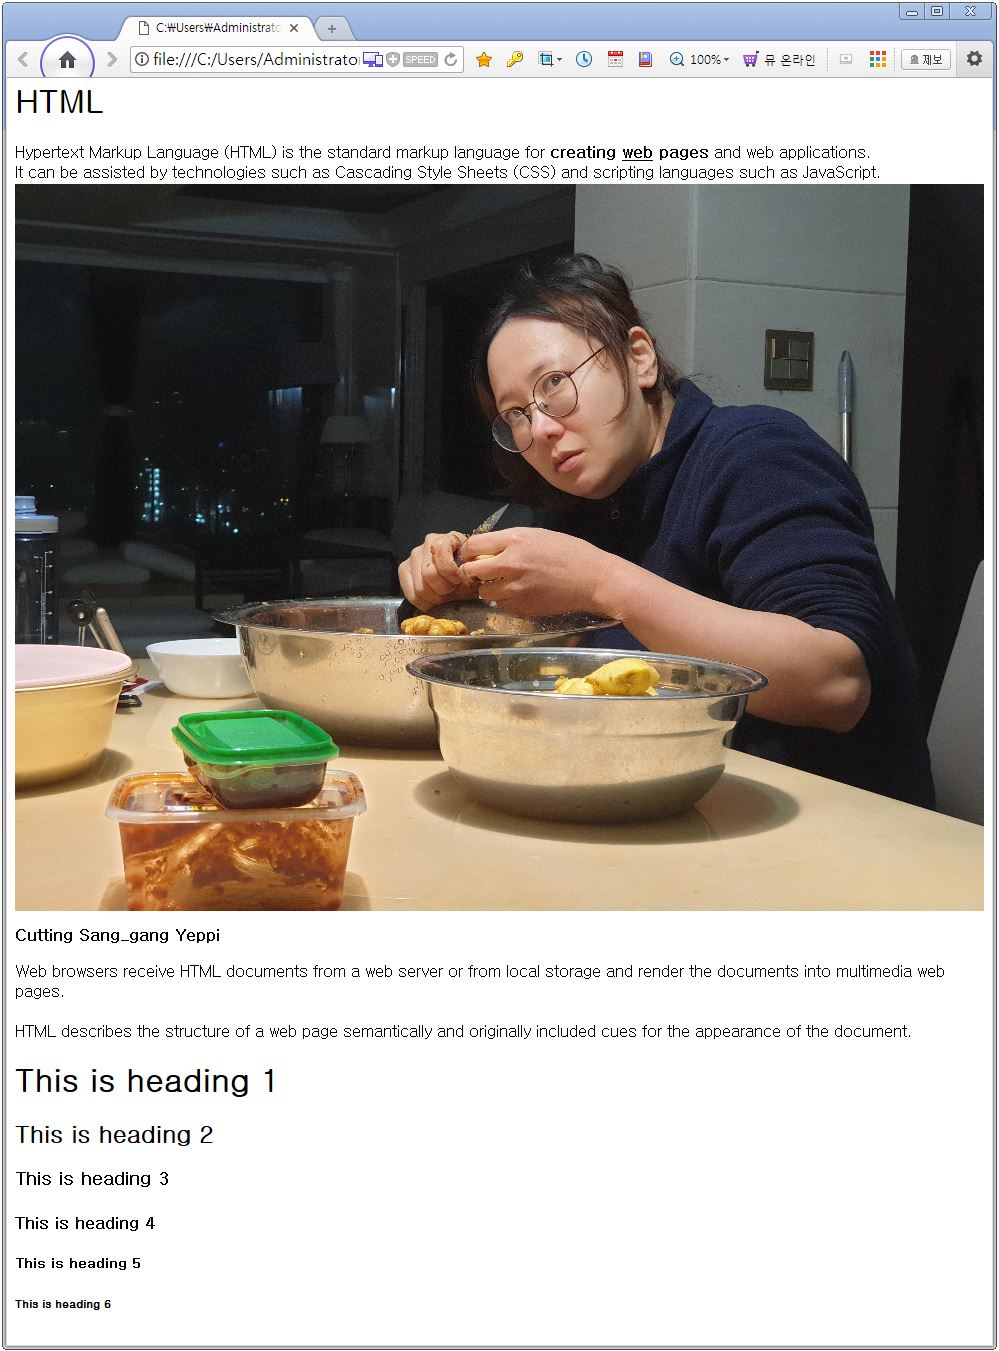 C:₩Users₩Administrato
file:///C:/Users/Administrato
SPEED
100%
뮤 온라인
제보
HTML
Hypertext Markup Language (HTML) is the standard markup language for creating web pages and web applications.
It can be assisted by technologies such as Cascading Style Sheets (CSS) and scripting languages such as JavaScript.
Cutting Sang_gang Yeppi
Web browsers receive HTML documents from a web server or from local storage and render the documents into multimedia web
pages.
HTML describes the structure of a web page semantically and originally included cues for the appearance of the document.
This is heading 1
This is heading 2
This is heading 3
This is heading 4
This is heading 5
This is heading 6